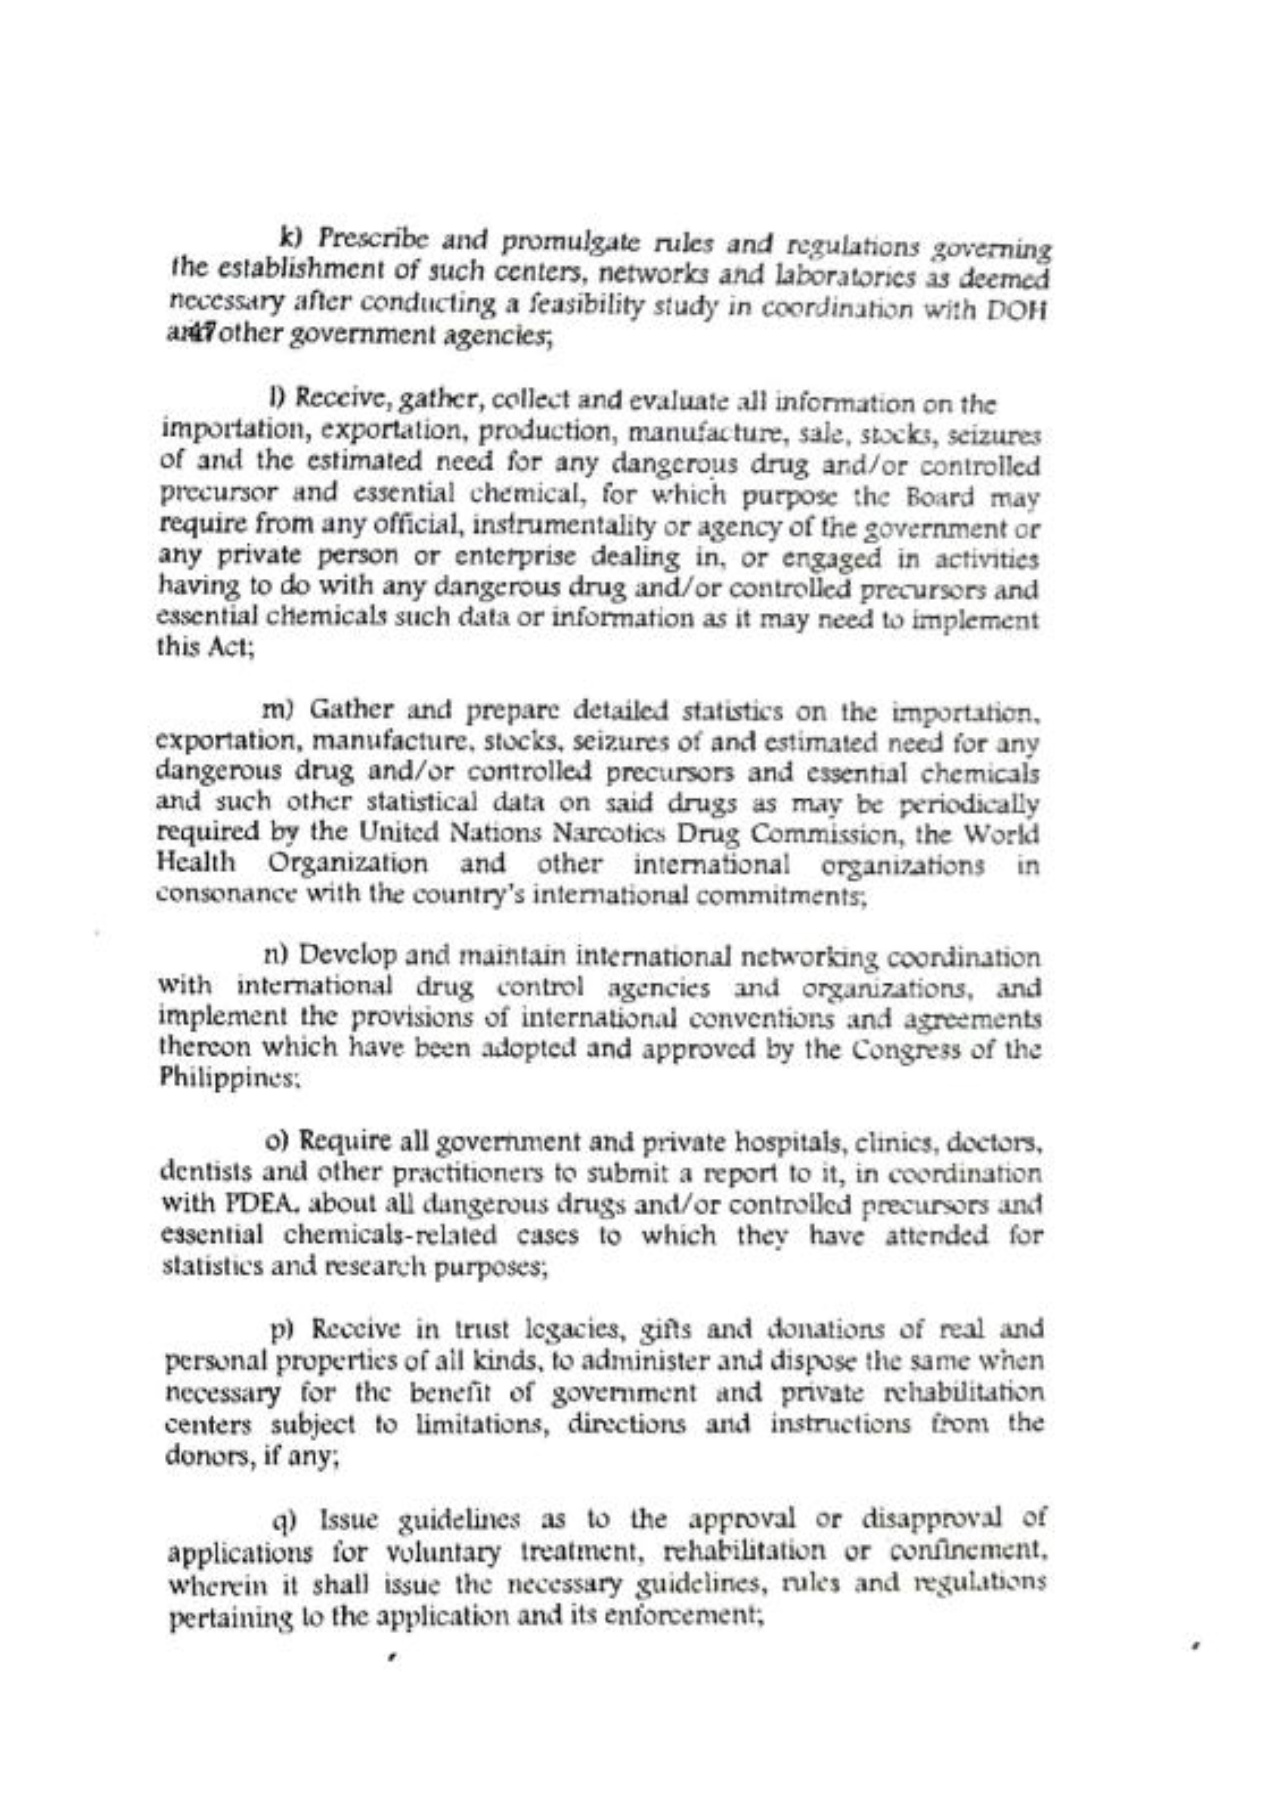 k) Prescribe and promulgate rules and regulations governing
the establishment of such centers, networks and laboratories as deemed
necessary after conducting a feasibility study in coordination with DOH
other government agencies;
l) Receive, gather, collect and evaluate all information on the
importation, exportation, production, manufacture, sale, stocks, seizures
of and the estimated need for any dangerous drug and/or controlled
precursor and essential chemical, for which purpose the Board may
require from any official, instrumentality or agency of the government or
any private person or enterprise dealing in, or engaged in activities
having to do with any dangerous drug and/or controlled precursors and
essential chemicals such data or information as it may need to implement
this Act;
m) Gather and prepare detailed statistics on the importation,
exportation, manufacture, stocks, seizures of and estimated need for any
dangerous drug and/or controlled precursors and essential chemicals
and such other statistical data on said drugs as may be periodically
required by the United Nations Narcotics Drug Commission, the World
Health Organization and other international organizations in
consonance with the country's international commitments;
n) Develop and maintain international networking coordination
with international drug control agencies and organizations, and
implement the provisions of international conventions and agreements
thereon which have been adopted and approved by the Congress of the
Philippines;
o) Require all government and private hospitals, clinics, doctors,
dentists and other practitioners to submit a report to it, in coordination
with PDEA, about all dangerous drugs and/or controlled precursors and
essential chemicals-related cases to which they have attended for
statistics and research purposes;
p) Receive in trust legacies, gifts and donations of real and
personal properties of all kinds, to administer and dispose the same when
necessary for the benefit of government and private rehabilitation
centers subject to limitations, directions and instructions from the
donors, if any;
q) Issue guidelines as to the approval or disapproval of
applications for voluntary treatment, rehabilitation or confinement,
wherein it shall issue the necessary guidelines, rules and regulations
pertaining to the application and its enforcement;